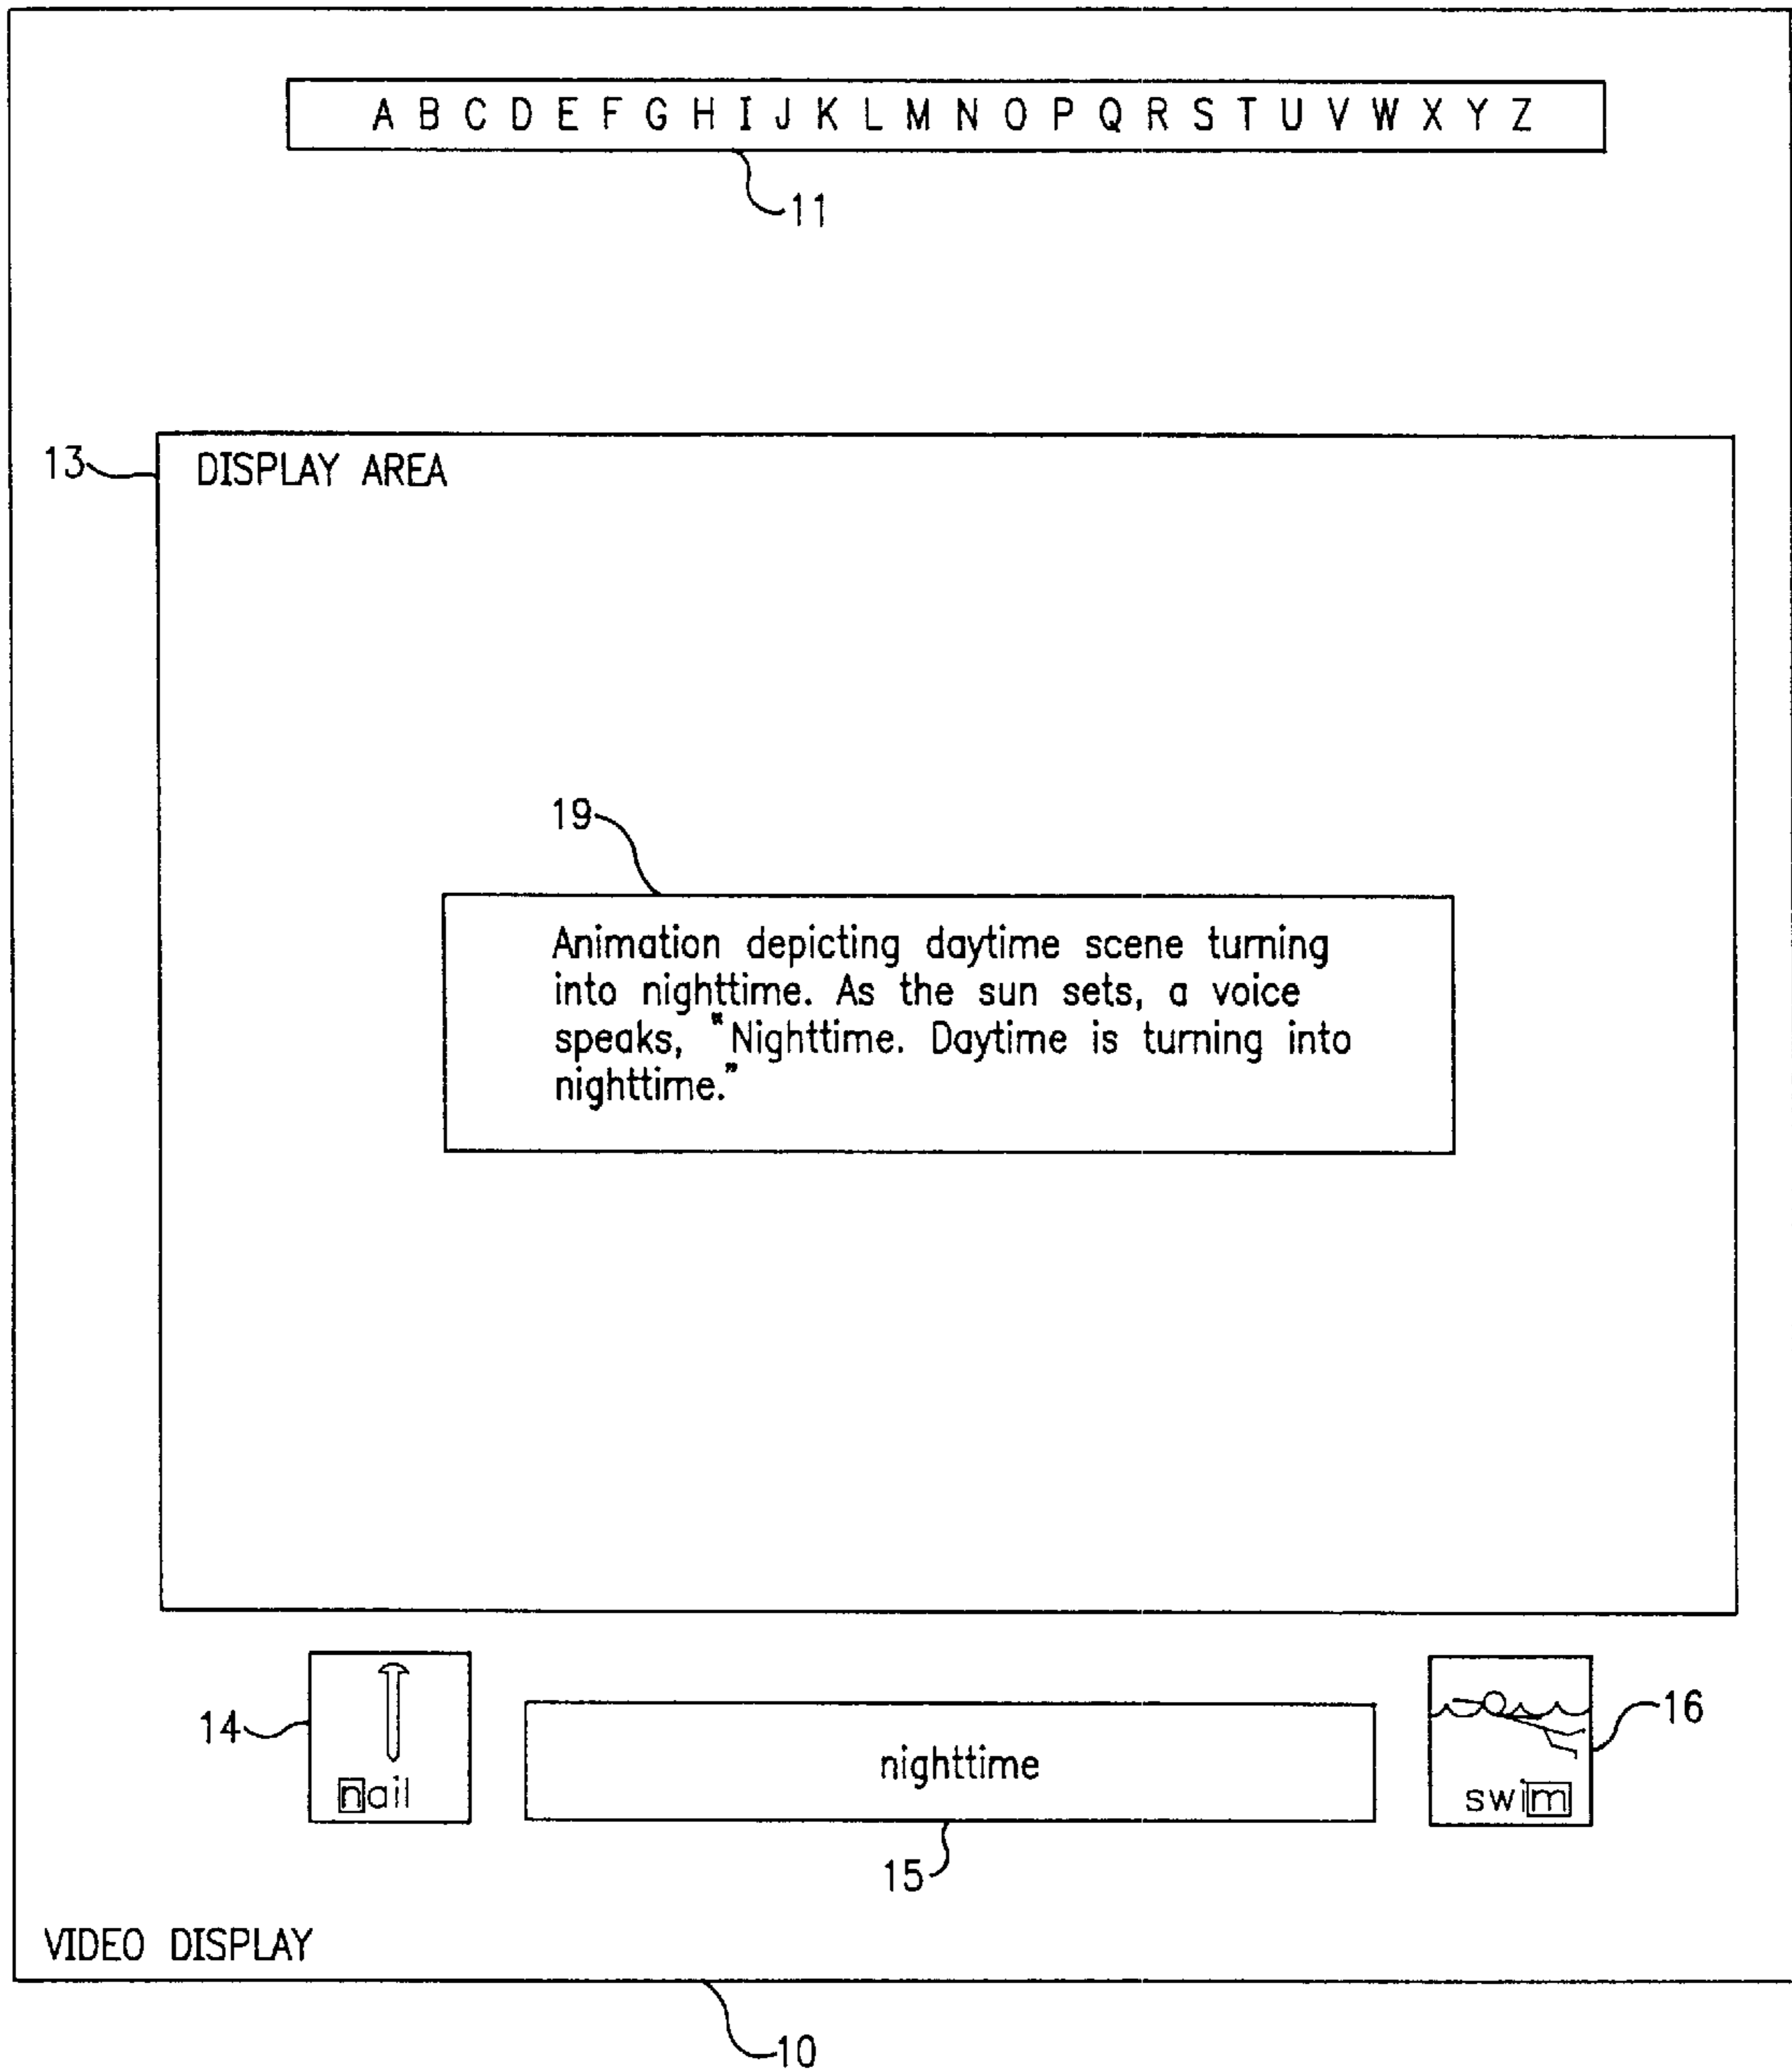 A B C D E F G H I J K L M N O P Q R S T U V W X Y Z
11
13
DISPLAY AREA
19
Animation depicting daytime scene turning
into nighttime. As the sun sets, a voice
speaks, "Nighttime. Daytime is turning into
nighttime."
14
nail
nighttime
15
swim
16
VIDEO DISPLAY
10